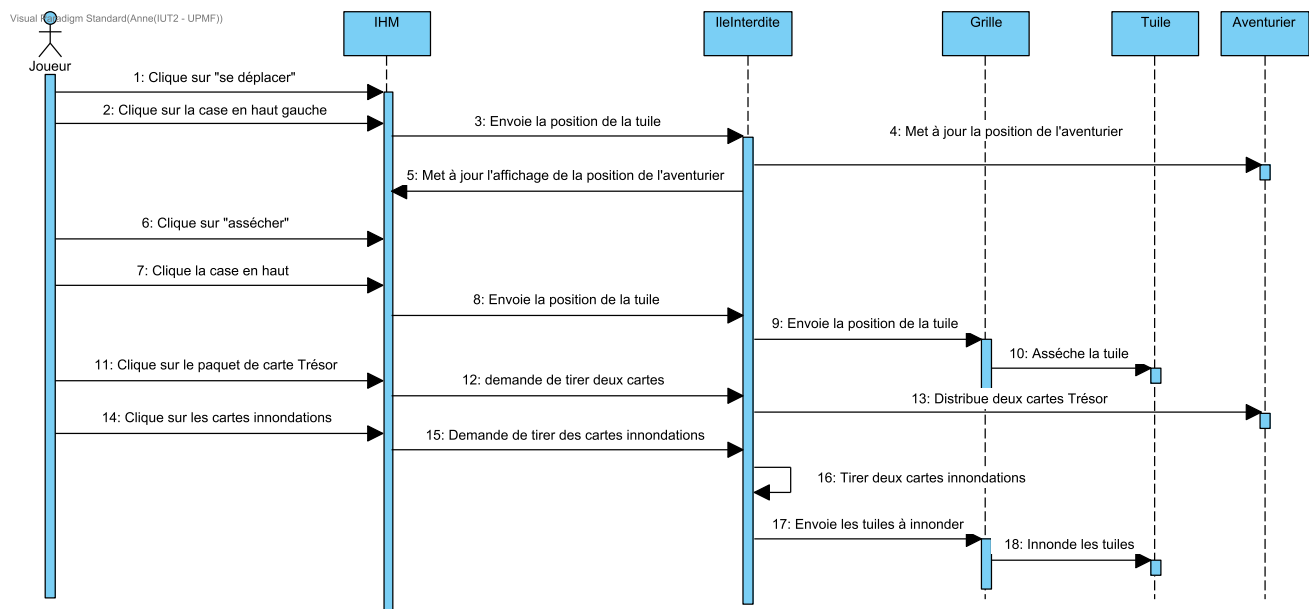 Visual Paradigm Standard(Anne(IUT2 - UPMF))
Joueur
IHM
IleInterdite
Grille
Tuile
Aventurier
1: Clique sur "se déplacer"
2: Clique sur la case en haut gauche
3: Envoie la position de la tuile
4: Met à jour la position de l'aventurier
5: Met à jour l'affichage de la position de l'aventurier
6: Clique sur "assécher"
7: Clique la case en haut
8: Envoie la position de la tuile
9: Envoie la position de la tuile
10: Asséche la tuile
11: Clique sur le paquet de carte Trésor
12: demande de tirer deux cartes
13: Distribue deux cartes Trésor
14: Clique sur les cartes innondations
15: Demande de tirer des cartes innondations
16: Tirer deux cartes innondations
17: Envoie les tuiles à innonder
18: Innonde les tuiles